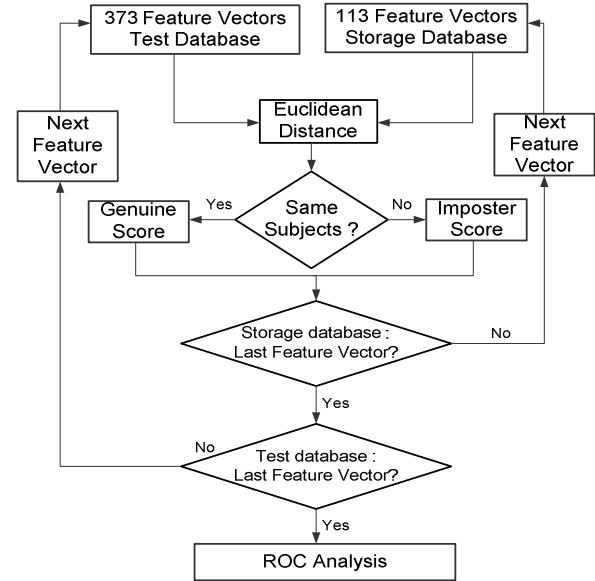 373 Feature Vectors
Test Database
113 Feature Vectors
Storage Database
Next
Feature
Vector
Euclidean
Distance
Next
Feature
Vector
Yes
No
Genuine
Score
Same
Subjects ?
Imposter
Score
Storage database :
Last Feature Vector?
No
Yes
No
Test database :
Last Feature Vector?
Yes
ROC Analysis